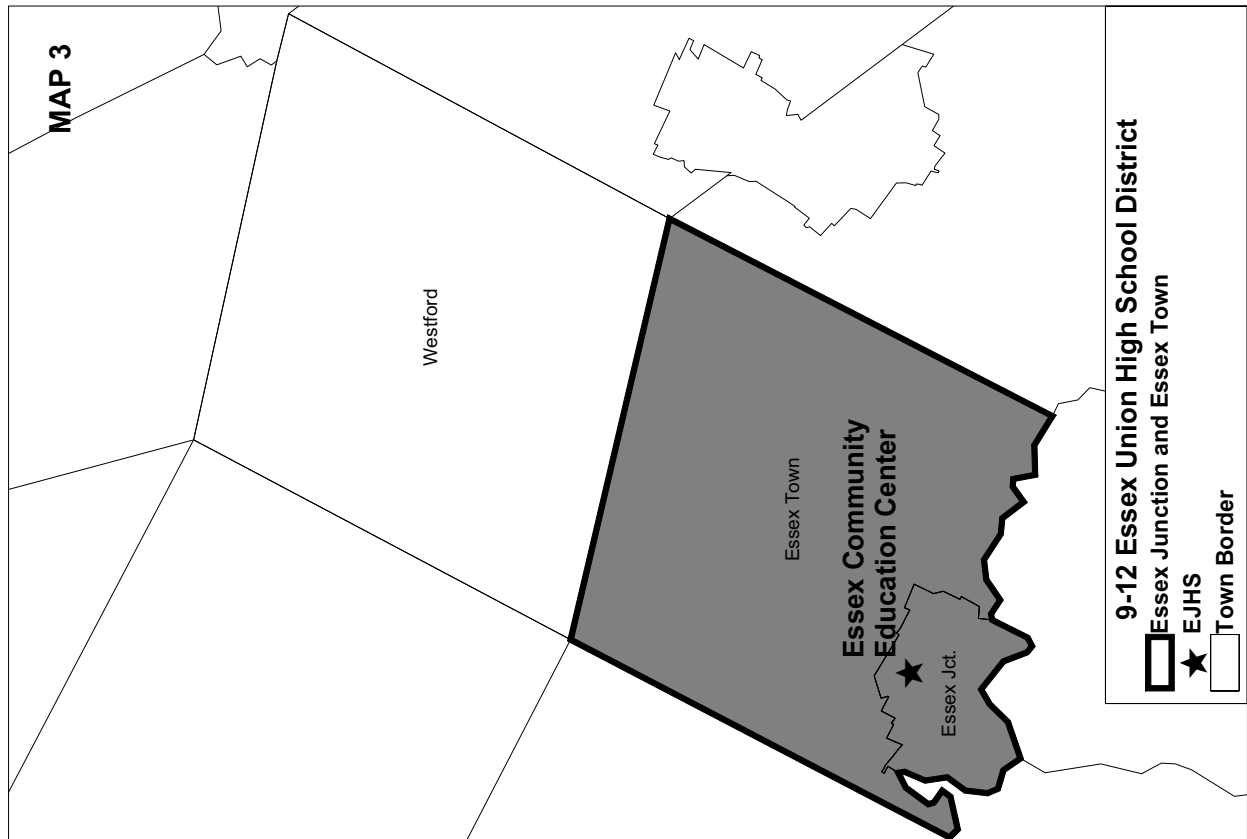 MAP 3
Westford
Essex Town
Essex Community
Education Center
Essex Jct.
9-12 Essex Union High School District
Essex Junction and Essex Town
EJHS
Town Border